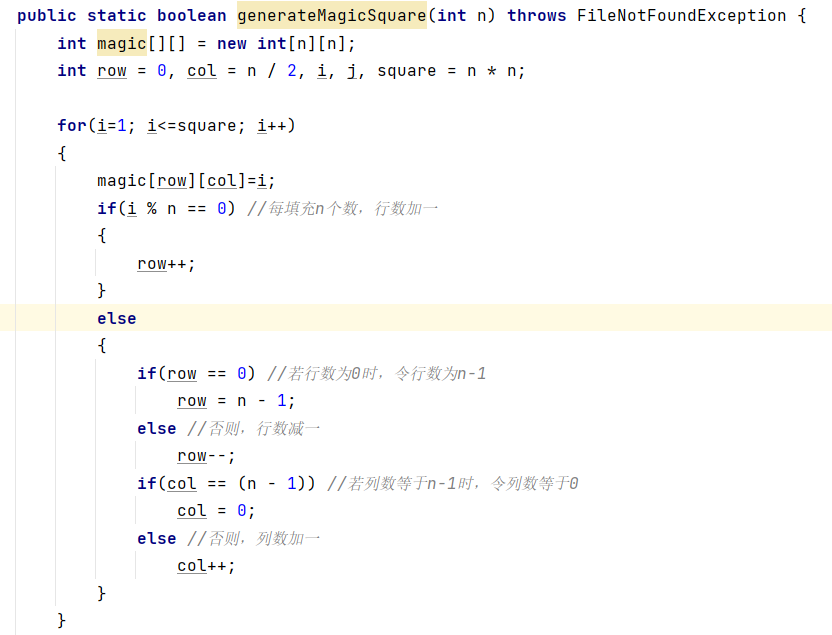 public static boolean generateMagicSquare(int n) throws FileNotFoundException {
int magic[][] = new int[n][n];
int row = 0, col = n / 2, i, j, square = n * n;
for(i=1; i<=square; i++)
{
magic[row][col]=i;
if(i % n == 0) //每填充n个数，行数加一
{
row++;
}
else
{
if(row == 0) //若行数为0时，令行数为n-1
row = n - 1;
else //否则，行数减一
row--;
if(col == (n - 1)) //若列数等于n-1时，令列数等于0
col = 0;
else //否则，列数加一
col++;
}
}